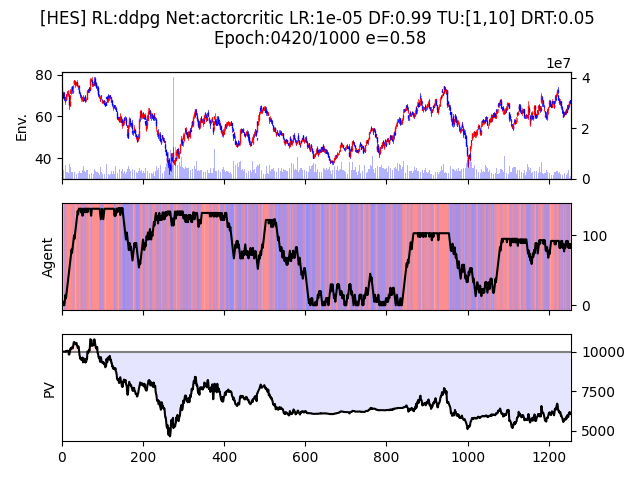 [HES] RL:ddpg Net:actorcritic LR:1e-05 DF:0.99 TU:[1,10] DRT:0.05
Epoch:0420/1000 e=0.58
1e7
80
60
40
Env.
4
2
0
Agent
100
0
PV
10000
7500
5000
0 200 400 600 800 1000 1200